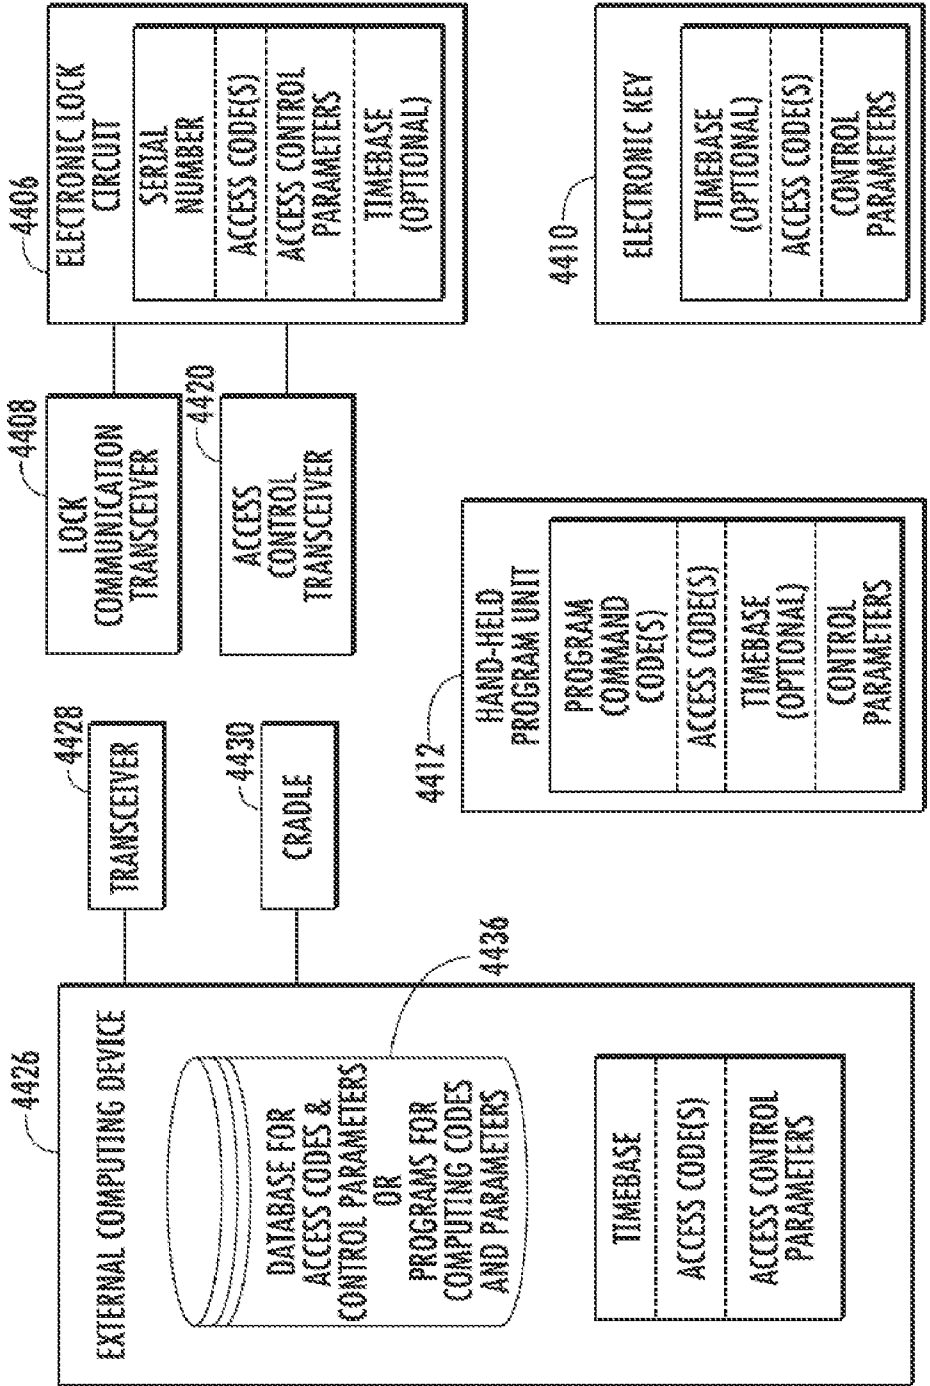 4426
EXTERNAL COMPUTING DEVICE
DATABASE FOR
ACCESS CODES &
CONTROL PARAMETERS
OR
PROGRAMS FOR
COMPUTING CODES
AND PARAMETERS
4436
TIMEBASE
ACCESS CODE(S)
ACCESS CONTROL
PARAMETERS
4428
TRANSCEIVER
4430
CRADLE
4408
LOCK
COMMUNICATION
TRANSCEIVER
4420
ACCESS
CONTROL
TRANSCEIVER
4406
ELECTRONIC LOCK
CIRCUIT
SERIAL
NUMBER
ACCESS CODE(S)
ACCESS CONTROL
PARAMETERS
TIMEBASE
(OPTIONAL)
4412
HAND-HELD
PROGRAM UNIT
PROGRAM
COMMAND
CODE(S)
ACCESS CODE(S)
TIMEBASE
(OPTIONAL)
CONTROL
PARAMETERS
4410
ELECTRONIC KEY
TIMEBASE
(OPTIONAL)
ACCESS CODE(S)
CONTROL
PARAMETERS